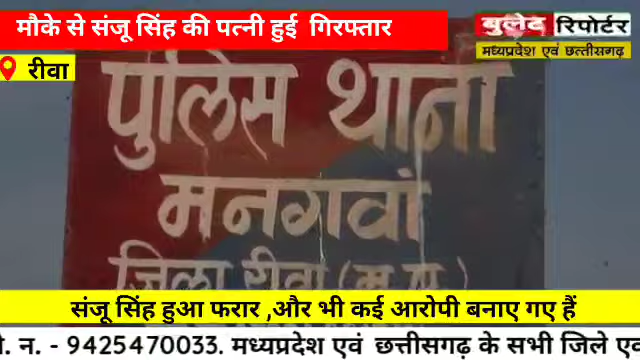 मौके से संजू सिंह की पत्नी हुई गिरफ्तार
बुलेट रिपोर्टर
मध्यप्रदेश एवं छत्तीसगढ़
रीवा
पुलिस थाना
मनगवां
जिला रीवा (म.प्र.)
संजू सिंह हुआ फरार ,और भी कई आरोपी बनाए गए हैं
न. - 9425470033. मध्यप्रदेश एवं छत्तीसगढ़ के सभी जिले